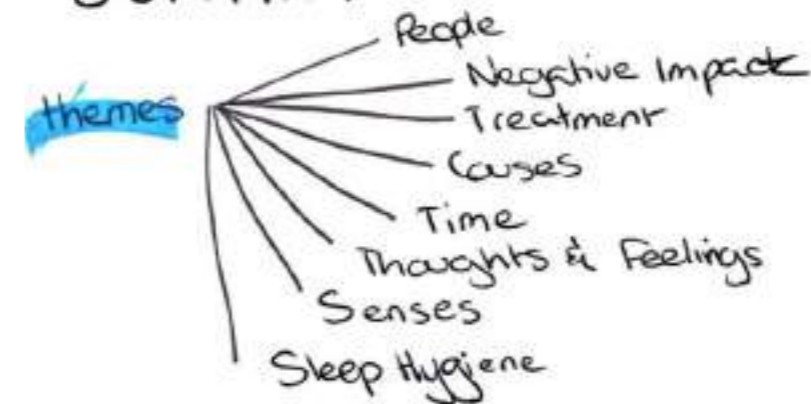 themes
People
Negative Impact
Treatment
Causes
Time
Thoughts & Feelings
Senses
Sleep Hygiene